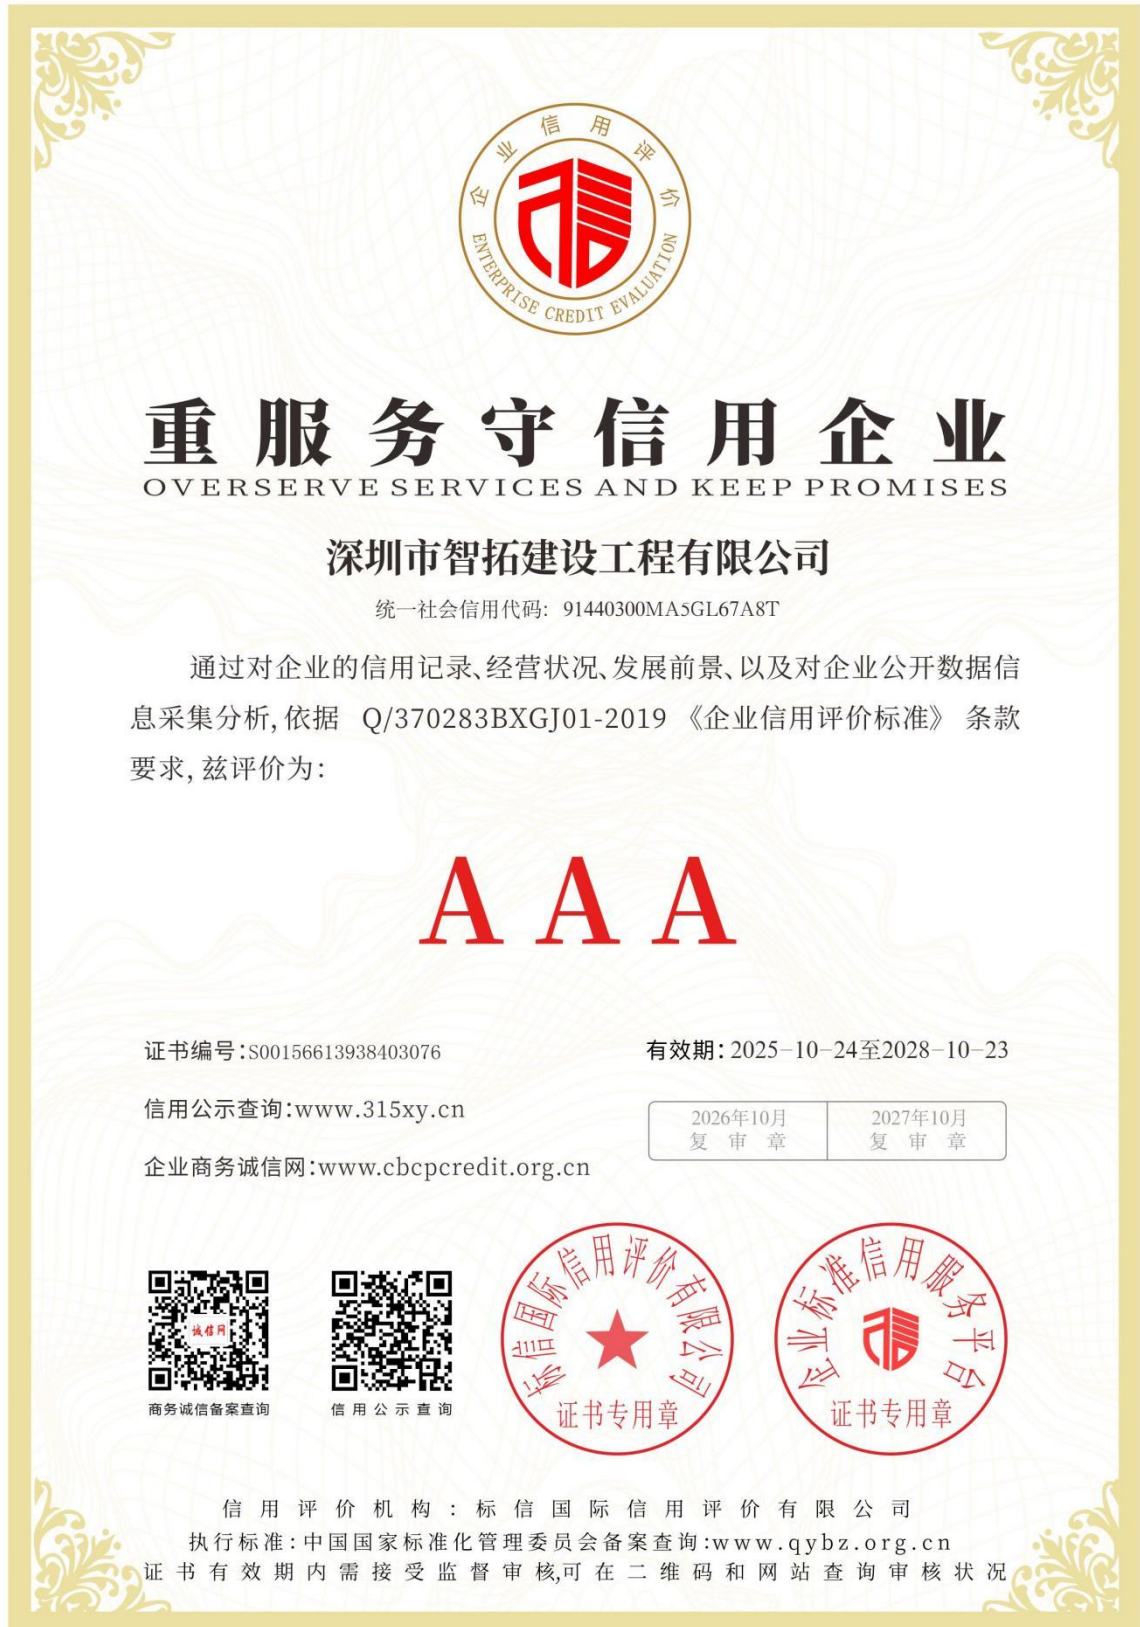 企业信用评价
ENTERPRISE CREDIT EVALUATION
重服务守信用企业
OVERSERVE SERVICES AND KEEP PROMISES
深圳市智拓建设工程有限公司
统一社会信用代码：91440300MA5GL67A8T
通过对企业的信用记录、经营状况、发展前景、以及对企业公开数据信
息采集分析，依据 Q/370283BXGJ01-2019 《企业信用评价标准》 条款
要求，兹评价为：
AAA
证书编号：S00156613938403076
有效期：2025-10-24至2028-10-23
信用公示查询：www.315xy.cn
2026年10月
复审章
2027年10月
复审章
企业商务诚信网：www.cbcpcredit.org.cn
诚信网
商务诚信备案查询
信用公示查询
标信国际信用评价有限公司
证书专用章
企业标准信用服务平台
证书专用章
信用评价机构：标信国际信用评价有限公司
执行标准：中国国家标准化管理委员会备案查询：www.qybz.org.cn
证书有效期内需接受监督审核，可在二维码和网站查询审核状况